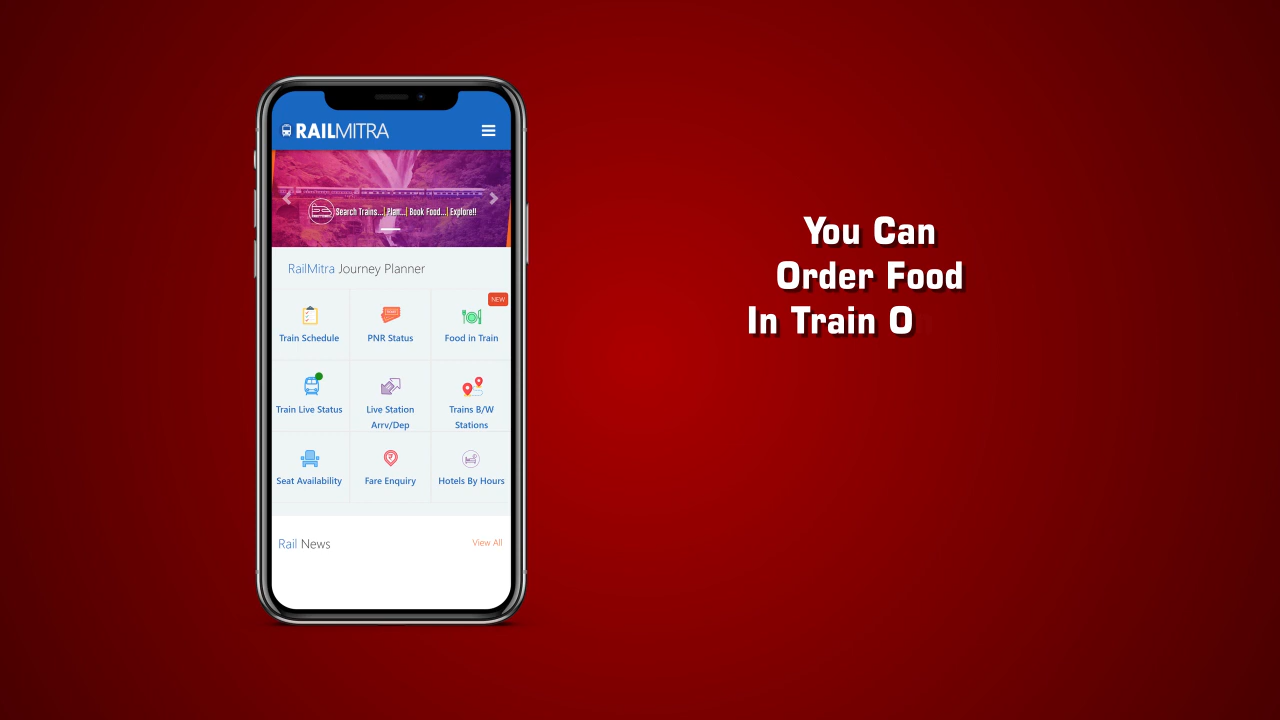 RAILMITRA
Search Trains...| Plan...| Book Food...| Explore!!
RailMitra Journey Planner
NEW
Train Schedule
PNR Status
Food in Train
Train Live Status
Live Station
Arrv/Dep
Trains B/W
Stations
Seat Availability
Fare Enquiry
Hotels By Hours
Rail News
View All
You Can
Order Food
In Train O